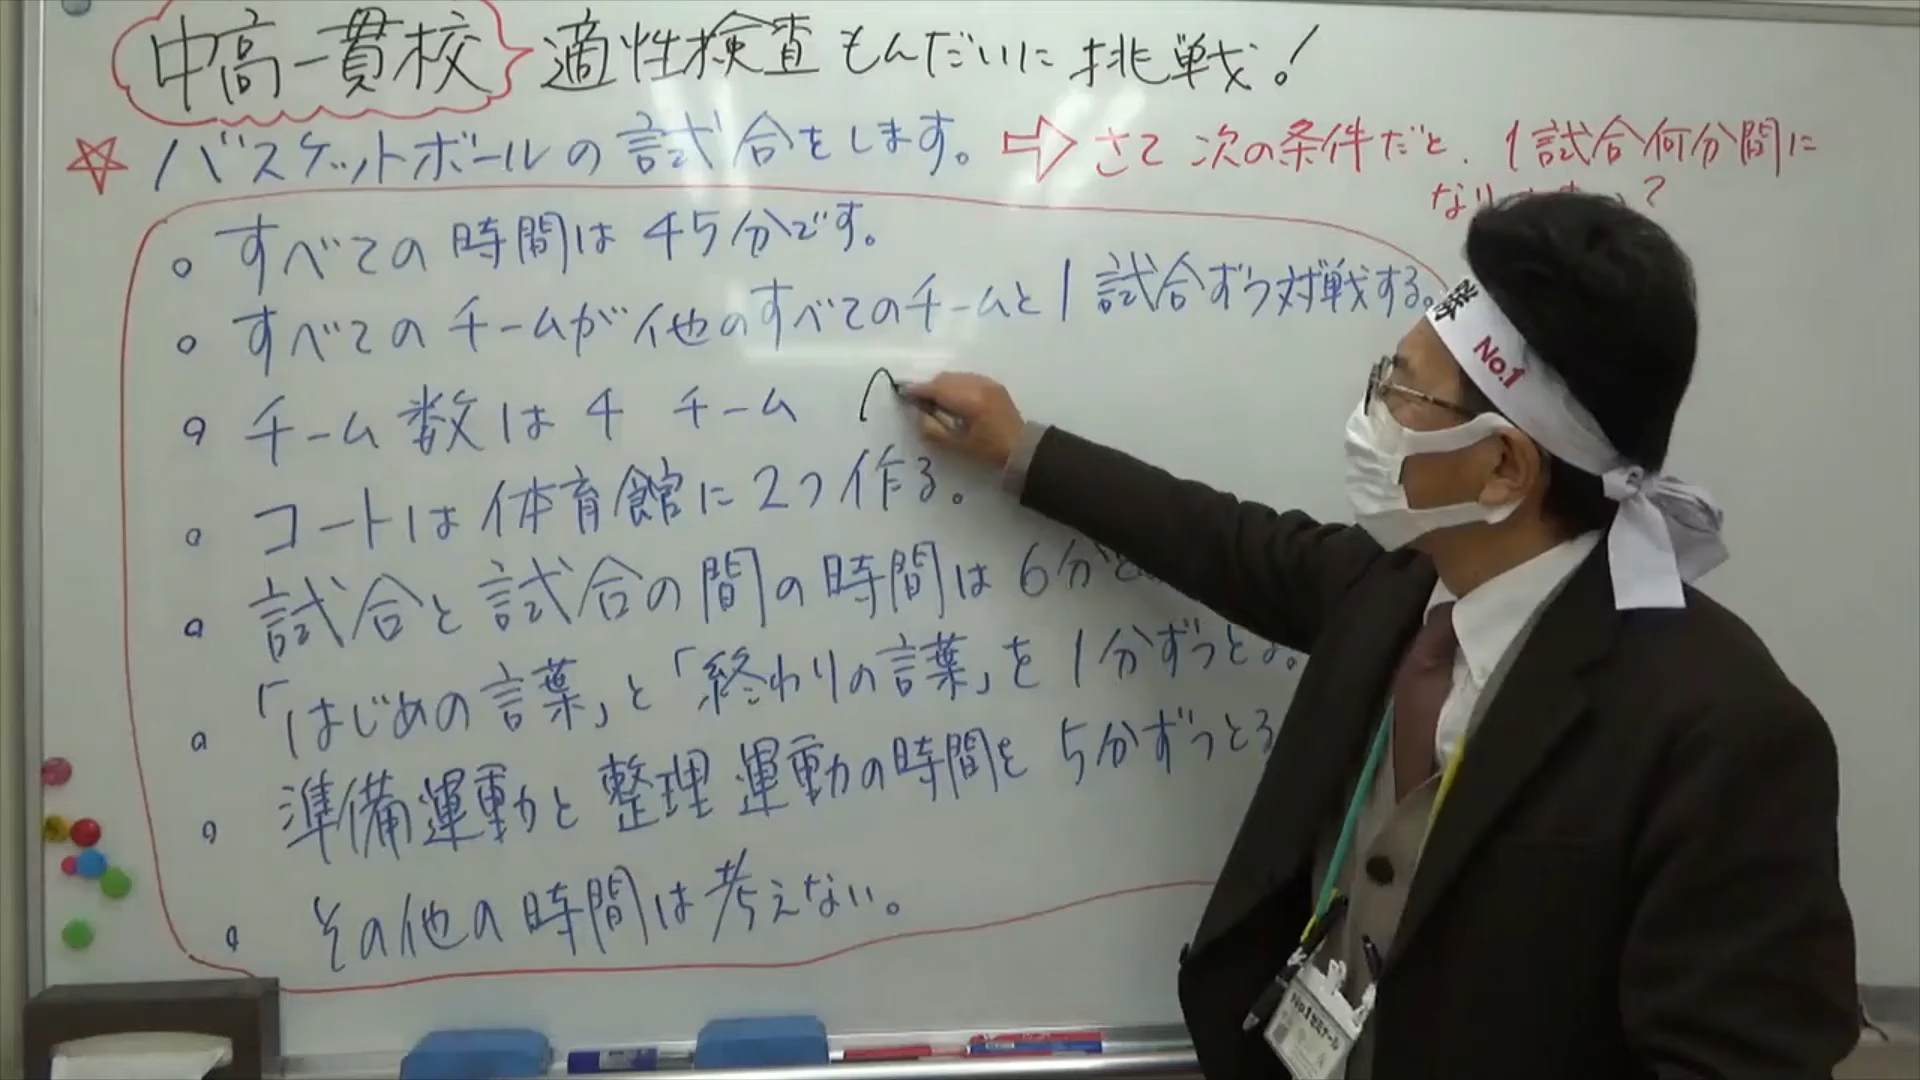 中高一貫校 適性検査もんだいに挑戦!
バスケットボールの試合をします。⇨さて次の条件だと、1試合何分間に
なり ?
。すべての時間は45分です。
。すべてのチームが他のすべてのチームと1試合ずつ対戦する。
。チーム数は4 チーム
。コートは体育館に2つ作る。
。試合と試合の間の時間は6分
。「はじめの言葉」と「終わりの言葉」を1分ずつと
。準備運動と整理運動の時間を5分ずつとる
。その他の時間は考えない。
No.1
No.1